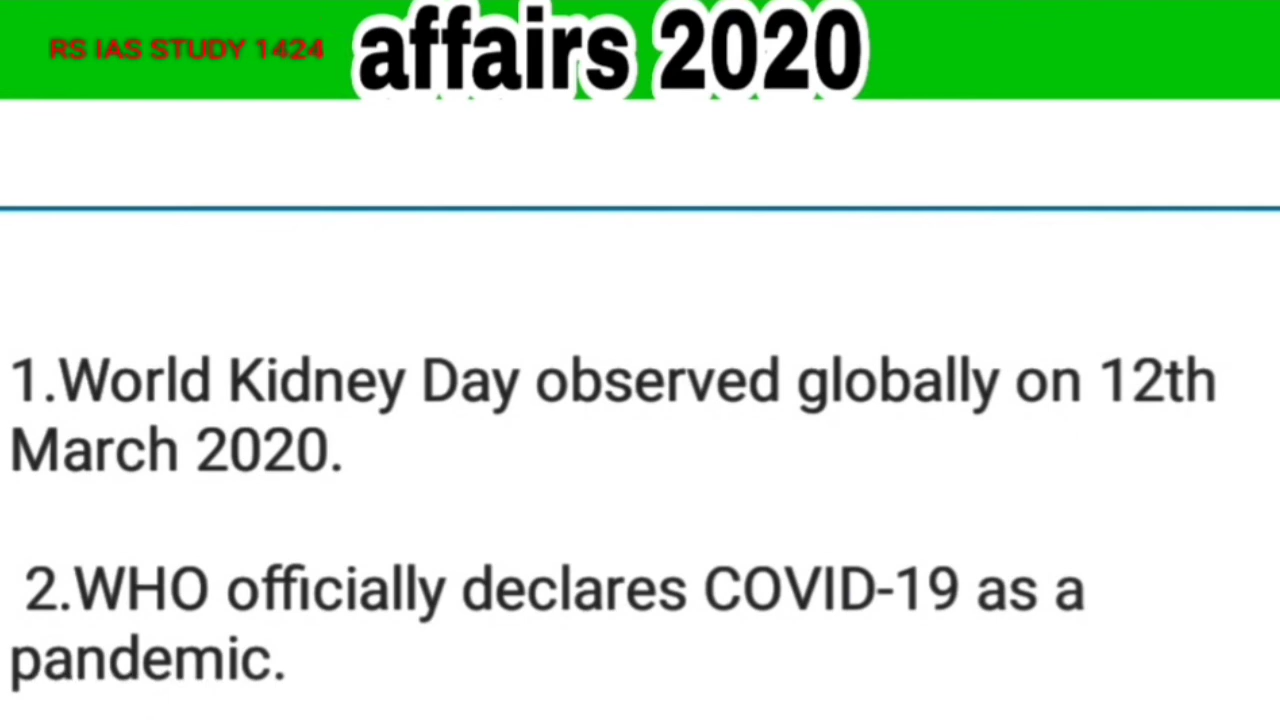 RS IAS STUDY 1424
affairs 2020
1.World Kidney Day observed globally on 12th
March 2020.
2.WHO officially declares COVID-19 as a
pandemic.